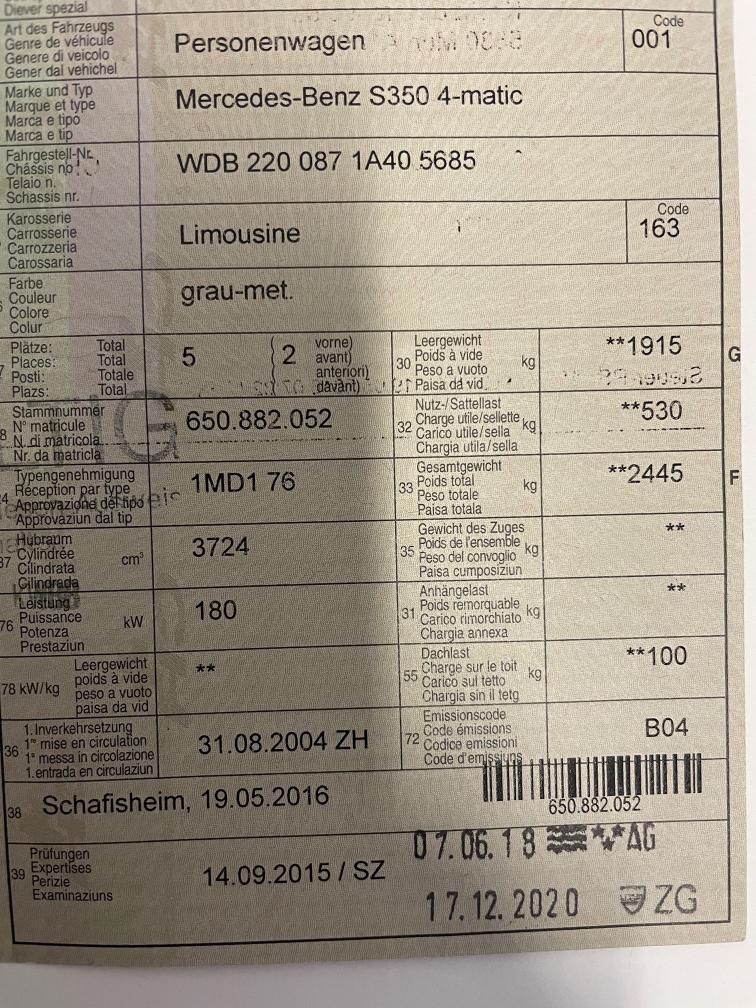 Diever spezial
Art des Fahrzeugs
Genre de véhicule
Genere di veicolo
Gener dal vehichel
Personenwagen
Code
001
Marke und Typ
Marque et type
Marca e tipo
Marca e tip
Mercedes-Benz S350 4-matic
Fahrgestell-Nr.
Châssis no
Telaio n.
Schassis nr.
WDB 220 087 1A40 5685
Karosserie
Carrosserie
Carrozzeria
Carossaria
Limousine
Code
163
Farbe
Couleur
Colore
Colur
grau-met.
Plätze: Total
Places: Total
Posti: Totale
Plazs: Total
5 ( 2 vorne)
avant)
anteriori)
davant)
30 Leergewicht
Poids à vide
Peso a vuoto
Paisa da vid
kg
**1915
G
Stammnummer
N° matricule
N. di matricola
Nr. da matricla
650.882.052
32 Nutz-/Sattellast
Charge utile/sellette
Carico utile/sella
Chargia utila/sella
kg
**530
Typengenehmigung
Réception par type
Approvazione del tipo
Approvaziun dal tip
1MD1 76
33 Gesamtgewicht
Poids total
Peso totale
Paisa totala
kg
**2445
F
37 Hubraum
Cylindrée
Cilindrata
Cilindrada
cm³
3724
35 Gewicht des Zuges
Poids de l'ensemble
Peso del convoglio
Paisa cumposiziun
kg
**
76 Leistung
Puissance
Potenza
Prestaziun
kW
180
31 Anhängelast
Poids remorquable
Carico rimorchiato
Chargia annexa
kg
**
78 kW/kg
Leergewicht
poids à vide
peso a vuoto
paisa da vid
**
55 Dachlast
Charge sur le toit
Carico sul tetto
Chargia sin il tetg
kg
**100
36 1. Inverkehrsetzung
1re mise en circulation
1a messa in circolazione
1. entrada en circulaziun
31.08.2004 ZH
72 Emissionscode
Code émissions
Codice emissioni
Code d'emissiuns
B04
38 Schafisheim, 19.05.2016
650.882.052
39 Prüfungen
Expertises
Perizie
Examinaziuns
14.09.2015 / SZ
07.06.18 AG
17.12.2020 ZG